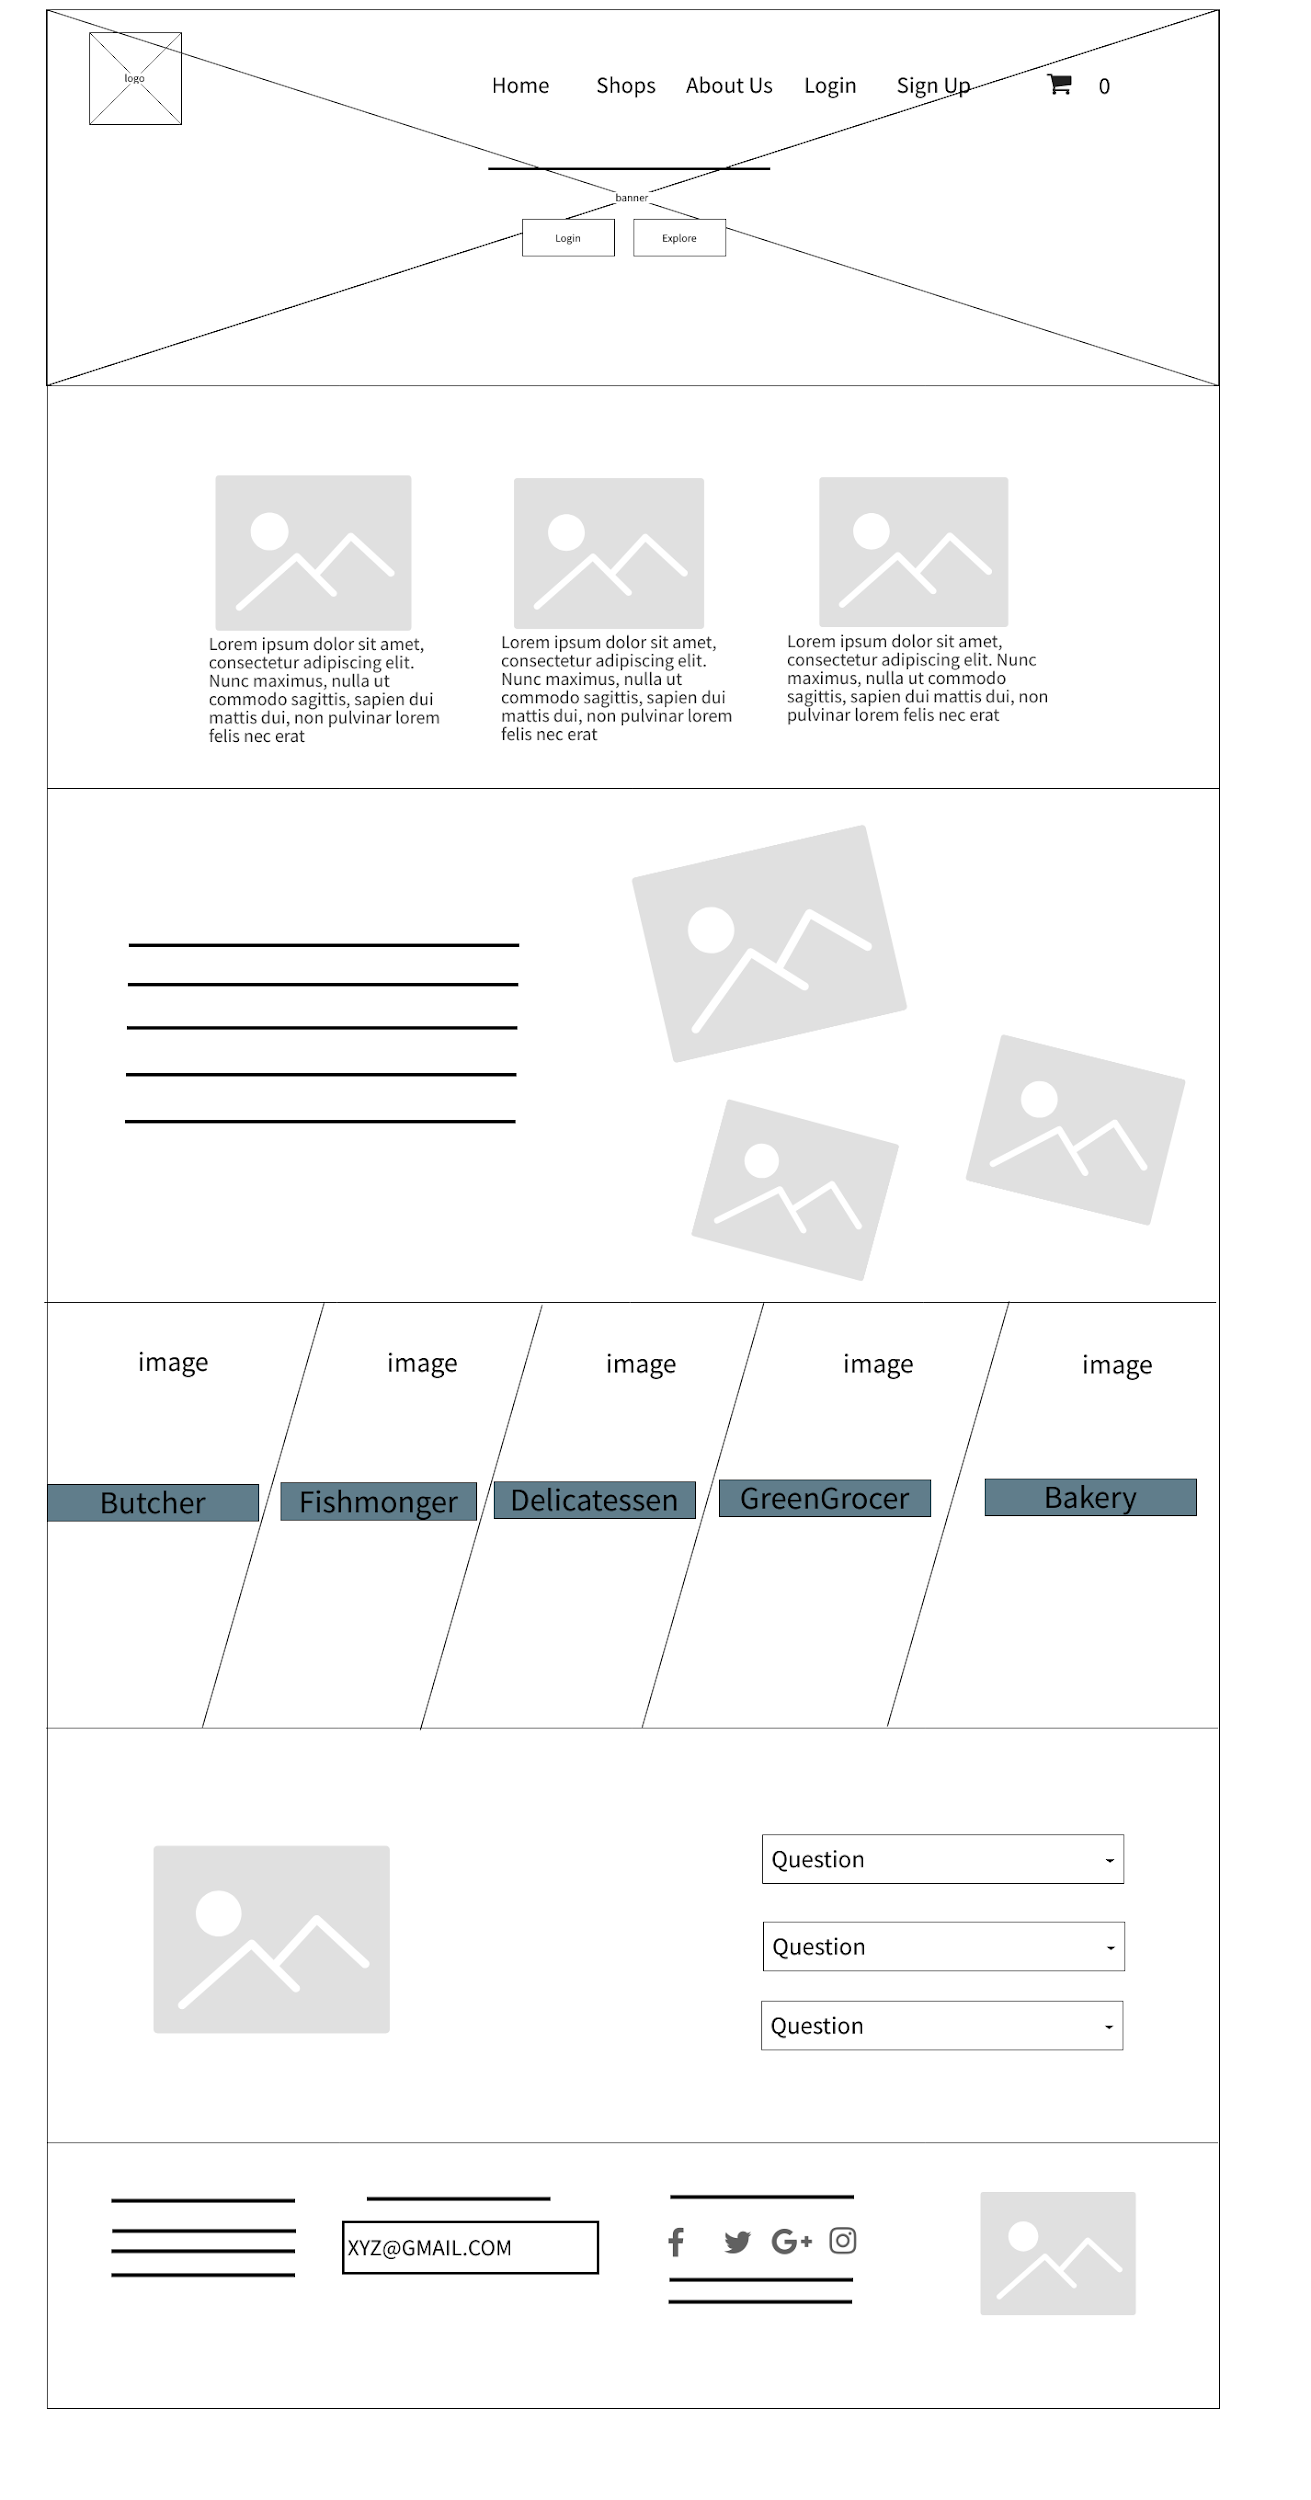 logo
Home Shops About Us Login Sign Up 0
banner
Login Explore
Lorem ipsum dolor sit amet,
consectetur adipiscing elit.
Nunc maximus, nulla ut
commodo sagittis, sapien dui
mattis dui, non pulvinar lorem
felis nec erat
Lorem ipsum dolor sit amet,
consectetur adipiscing elit.
Nunc maximus, nulla ut
commodo sagittis, sapien dui
mattis dui, non pulvinar lorem
felis nec erat
Lorem ipsum dolor sit amet,
consectetur adipiscing elit. Nunc
maximus, nulla ut commodo
sagittis, sapien dui mattis dui, non
pulvinar lorem felis nec erat
image image image image image
Butcher Fishmonger Delicatessen GreenGrocer Bakery
Question
Question
Question
XYZ@GMAIL.COM